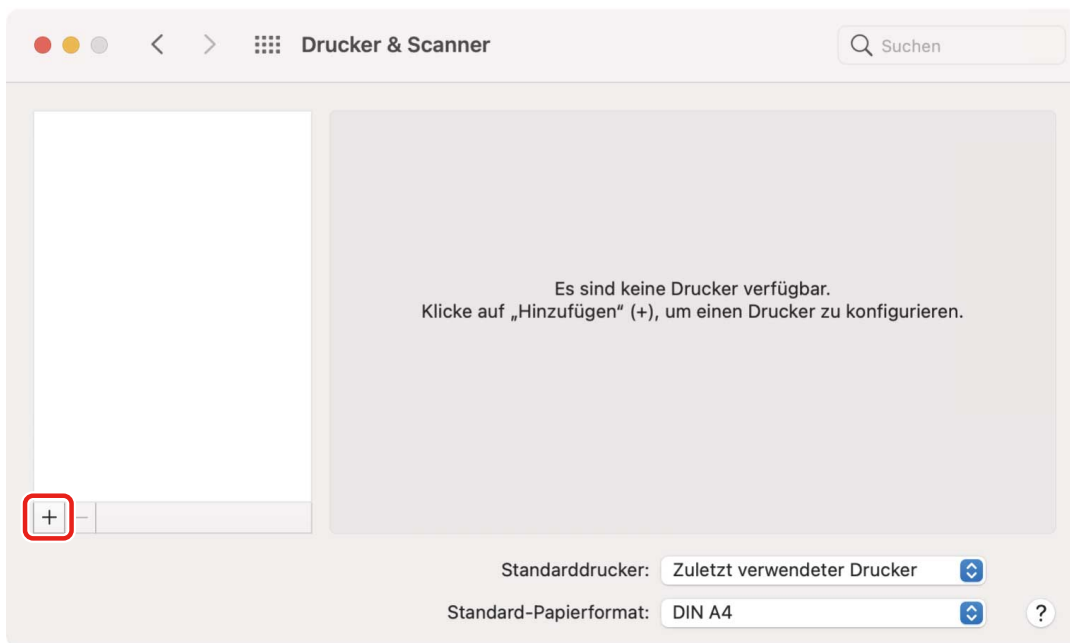 Drucker & Scanner
Suchen
Es sind keine Drucker verfügbar.
Klicke auf „Hinzufügen“ (+), um einen Drucker zu konfigurieren.
+ −
Standarddrucker: Zuletzt verwendeter Drucker
Standard-Papierformat: DIN A4 ?